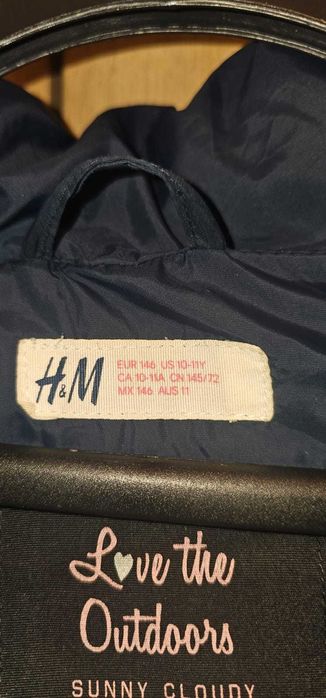 H&M
EUR 146 US 10-11Y
CA 10-11A CN 145/72
MX 146 AUS 11
Love the
Outdoors
SUNNY CLOUDY